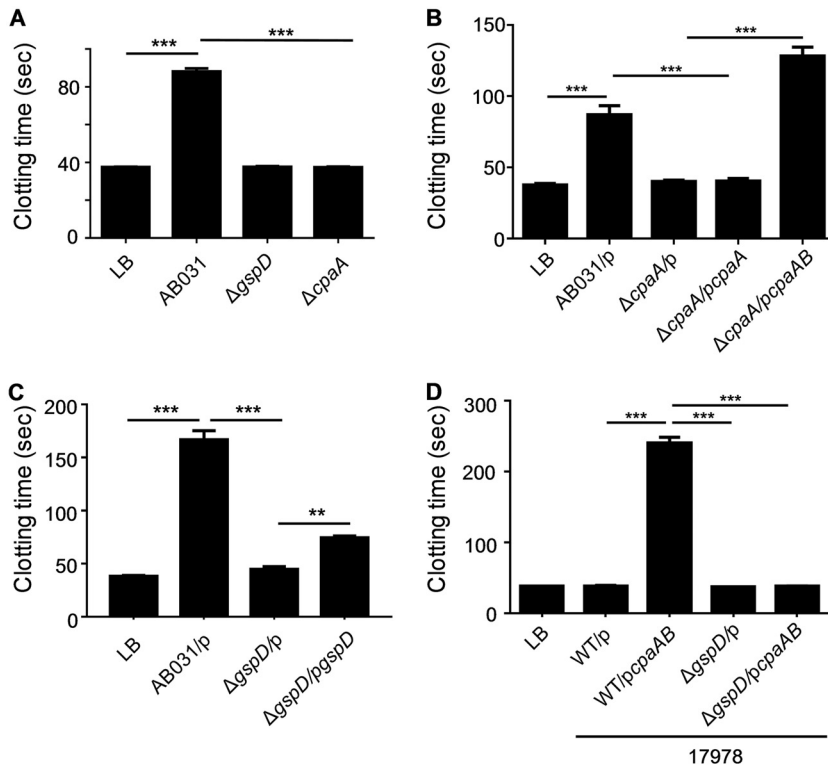 A
Clotting time (sec)
80
40
0
***
***
LB
AB031
ΔgspD
ΔcpaA
B
Clotting time (sec)
150
100
50
0
***
***
***
LB
AB031/p
ΔcpaA/p
ΔcpaA/pcpaA
ΔcpaA/pcpaAB
C
Clotting time (sec)
200
150
100
50
0
***
***
**
LB
AB031/p
ΔgspD/p
ΔgspD/pgspD
D
Clotting time (sec)
300
200
100
0
***
***
***
LB
WT/p
WT/pcpaAB
ΔgspD/p
ΔgspD/pcpaAB
17978